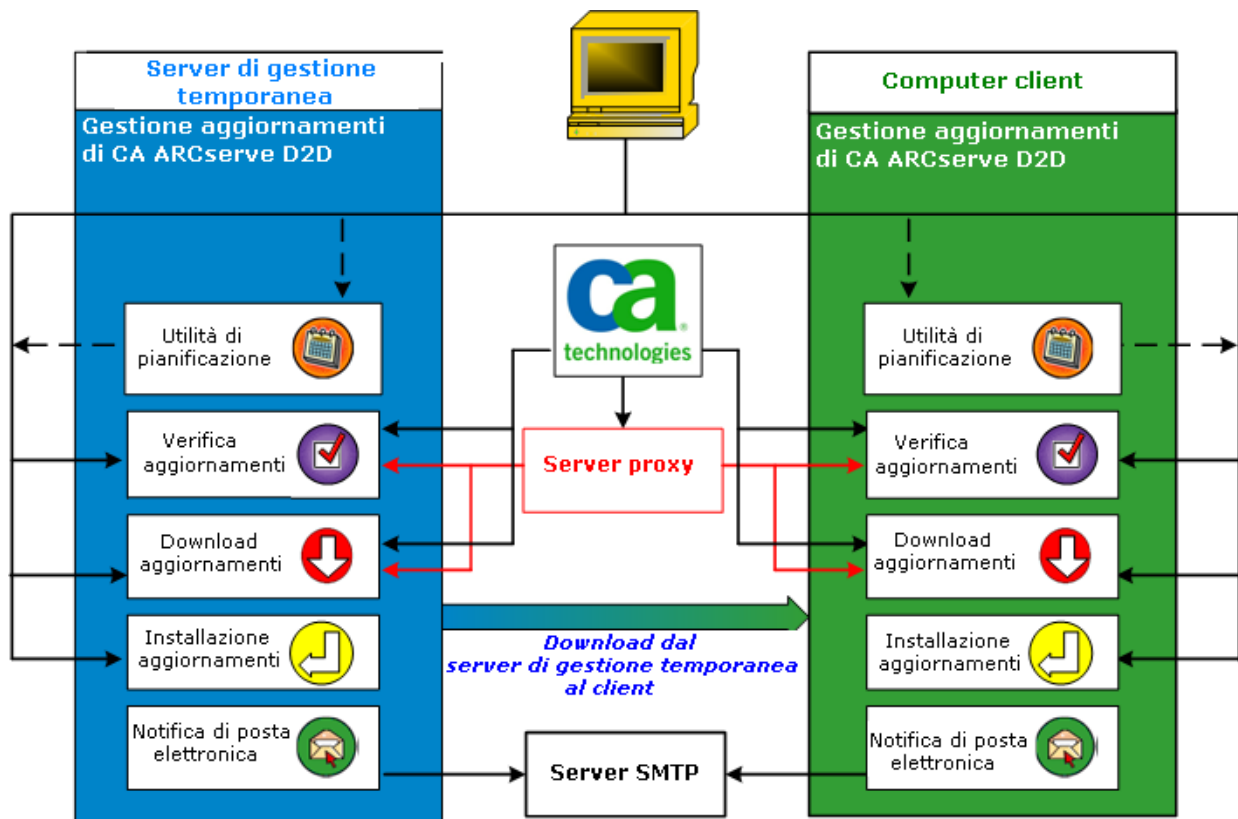 Server di gestione
temporanea
Gestione aggiornamenti
di CA ARCserve D2D
Utilità di
pianificazione
Verifica
aggiornamenti
Download
aggiornamenti
Installazione
aggiornamenti
Notifica di posta
elettronica
ca
technologies
Server proxy
Download dal
server di gestione temporanea
al client
Server SMTP
Computer client
Gestione aggiornamenti
di CA ARCserve D2D
Utilità di
pianificazione
Verifica
aggiornamenti
Download
aggiornamenti
Installazione
aggiornamenti
Notifica di posta
elettronica